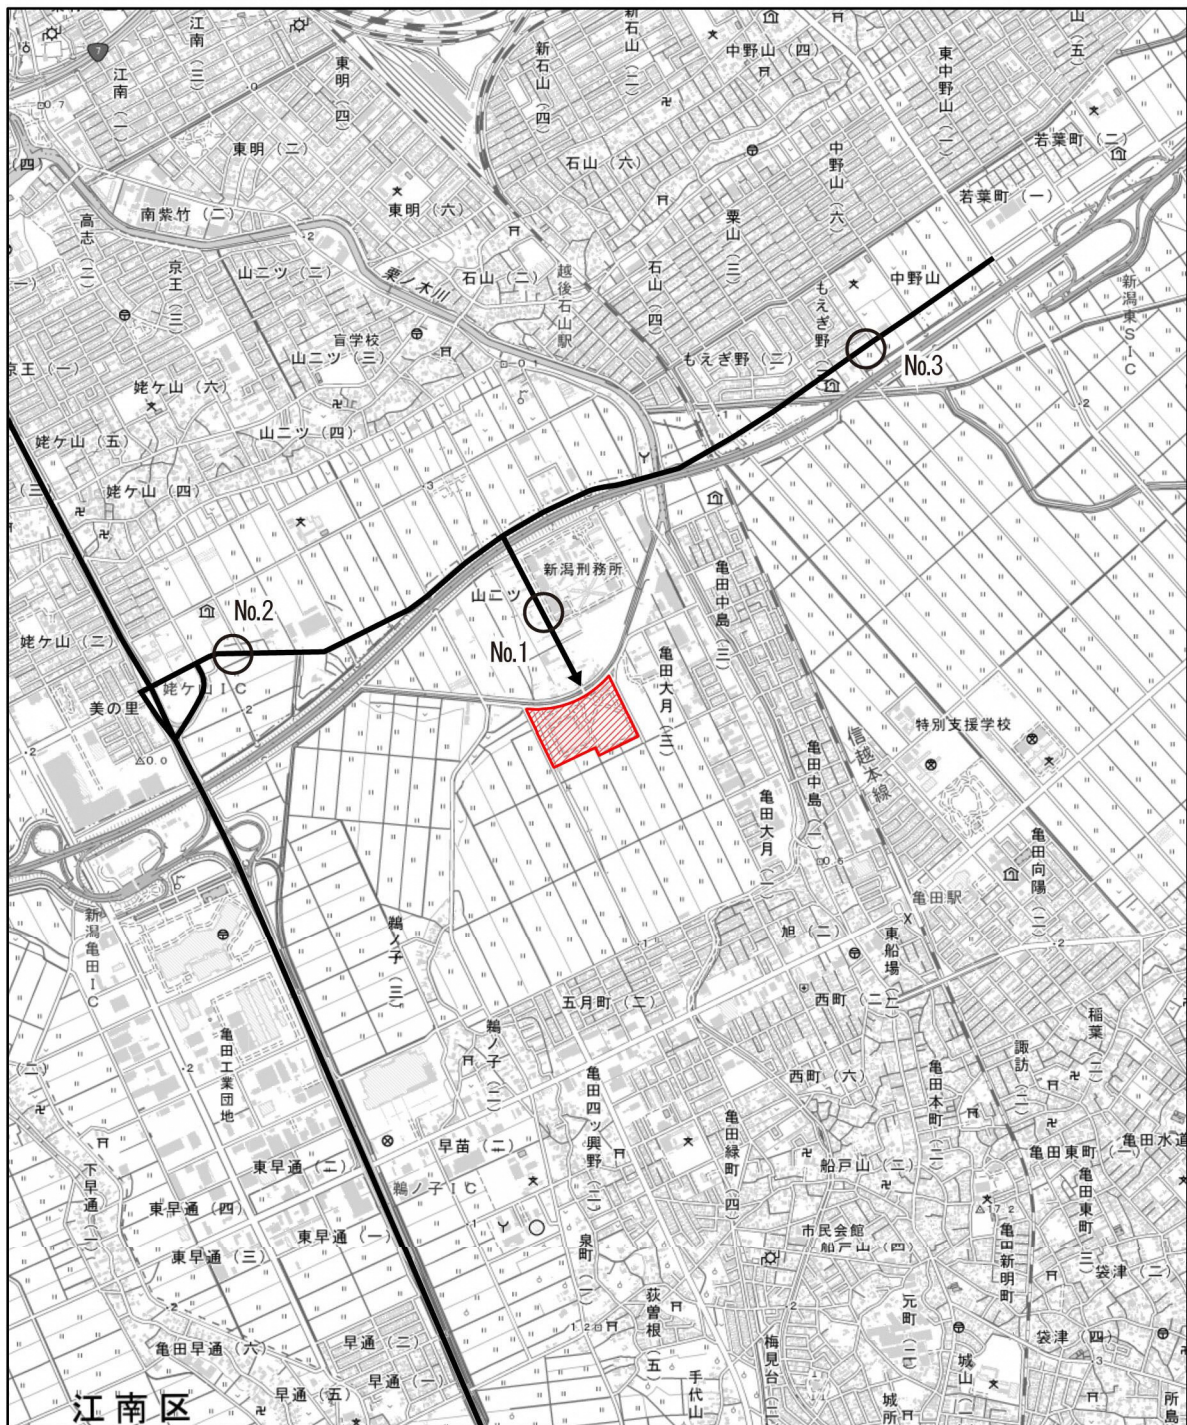 7
江南（三）
江南（一）
東明（四）
東明（二）
新石山（四）
新石山（二）
中野山（四）
東中野山（一）
若葉町（二）
若葉町（一）
石山（六）
中野山（六）
粟山（三）
東明（六）
南紫竹（二）
高志（二）
京王（三）
山二ツ（二）
栗ノ木川
石山（二）
越後石山駅
石山（四）
中野山
新潟東SIC
盲学校
山二ツ（三）
もえぎ野（二）
No.3
京王（一）
姥ケ山（六）
姥ケ山（五）
山二ツ（四）
姥ケ山（四）
新潟刑務所
山二ツ
亀田中島（三）
No.2
No.1
姥ケ山（二）
姥ケ山IC
美の里
亀田大月（三）
特別支援学校
信越本線
亀田中島（一）
亀田大月（一）
亀田向陽（二）
亀田駅
旭（二）
東船場（二）
新潟亀田IC
鵜ノ子（三）
五月町（二）
西町（二）
稲葉（二）
亀田工業団地
鵜ノ子（二）
諏訪（二）
西町（六）
亀田四ツ興野（二）
亀田本町（二）
亀田緑町（四）
早苗（二）
船戸山（二）
亀田東町（一）
亀田水道
下早通（二）
東早通（二）
鵜ノ子IC
東早通（四）
東早通（一）
東早通（三）
泉町（二）
市民会館
船戸山（四）
17.2
亀田新明町
亀田東町（三）
袋津（二）
荻曽根（五）
元町（二）
亀田早通（六）
早通（二）
早通（一）
早通（五）
梅見台（二）
手代山
城所
城山（二）
袋津（四）
所島
江南区